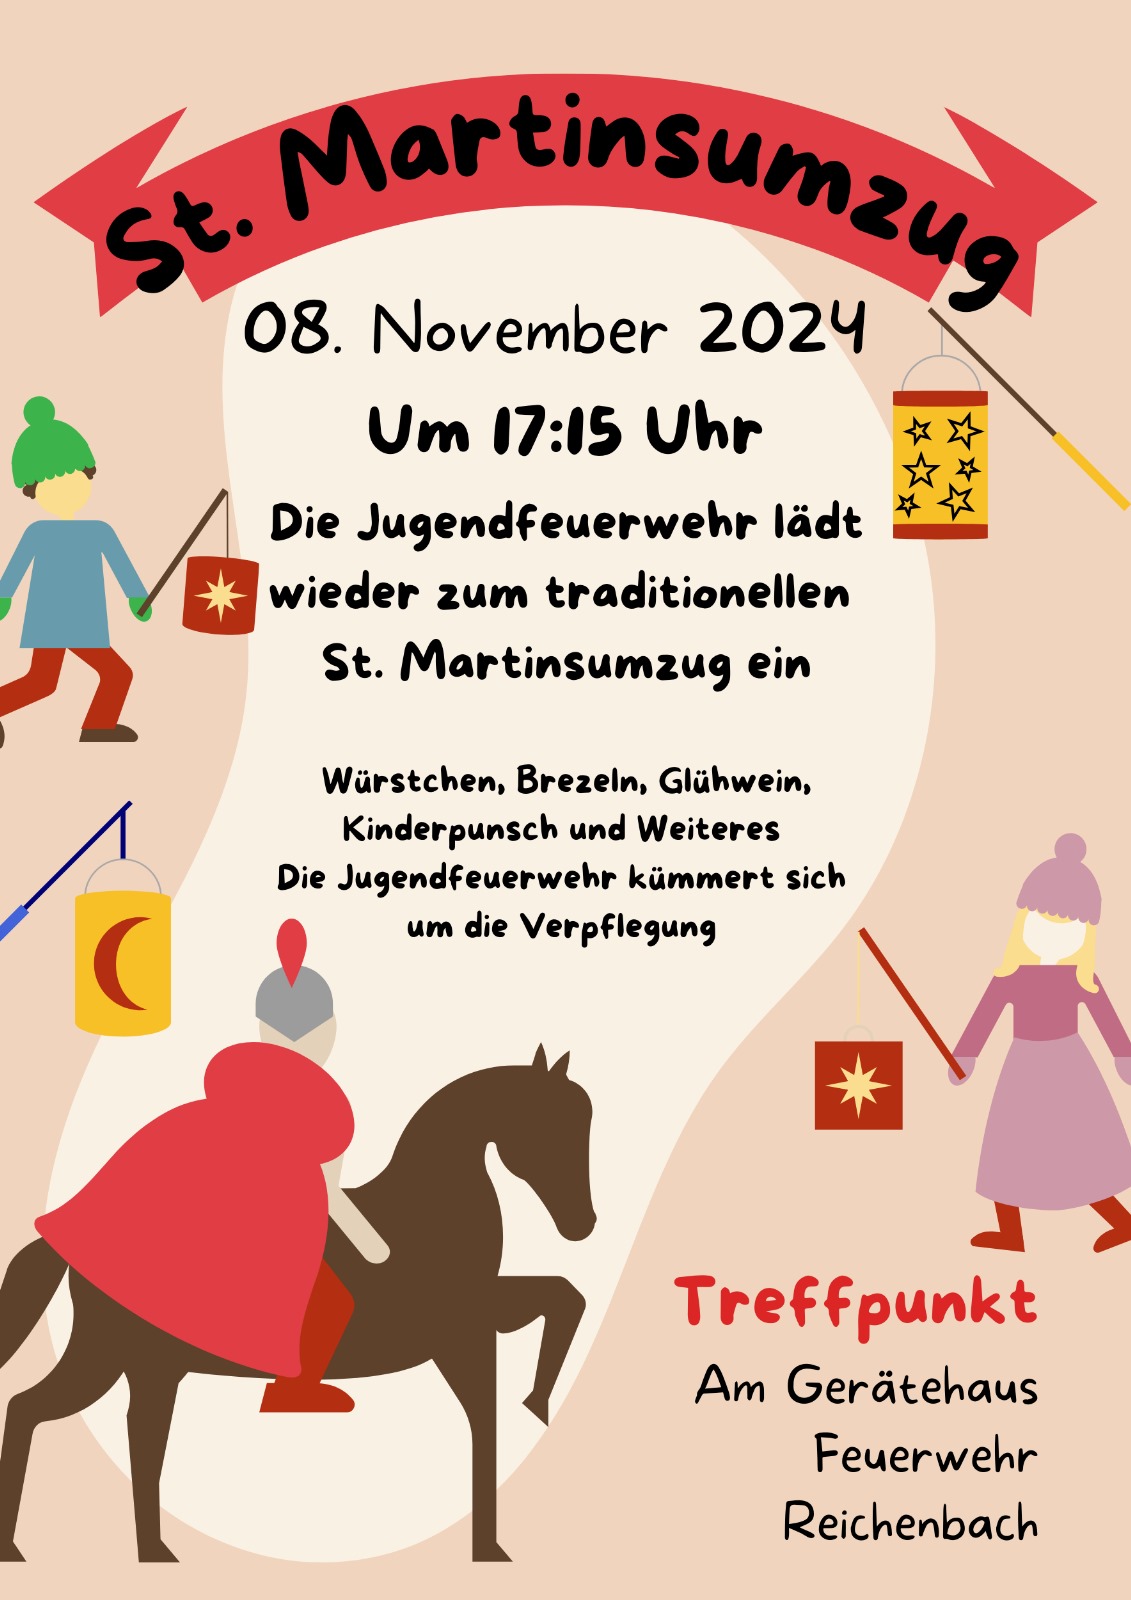 St. Martinsumzug
08. November 2024
Um 17:15 Uhr
Die Jugendfeuerwehr lädt
wieder zum traditionellen
St. Martinsumzug ein
Würstchen, Brezeln, Glühwein,
Kinderpunsch und Weiteres
Die Jugendfeuerwehr kümmert sich
um die Verpflegung
Treffpunkt
Am Gerätehaus
Feuerwehr
Reichenbach